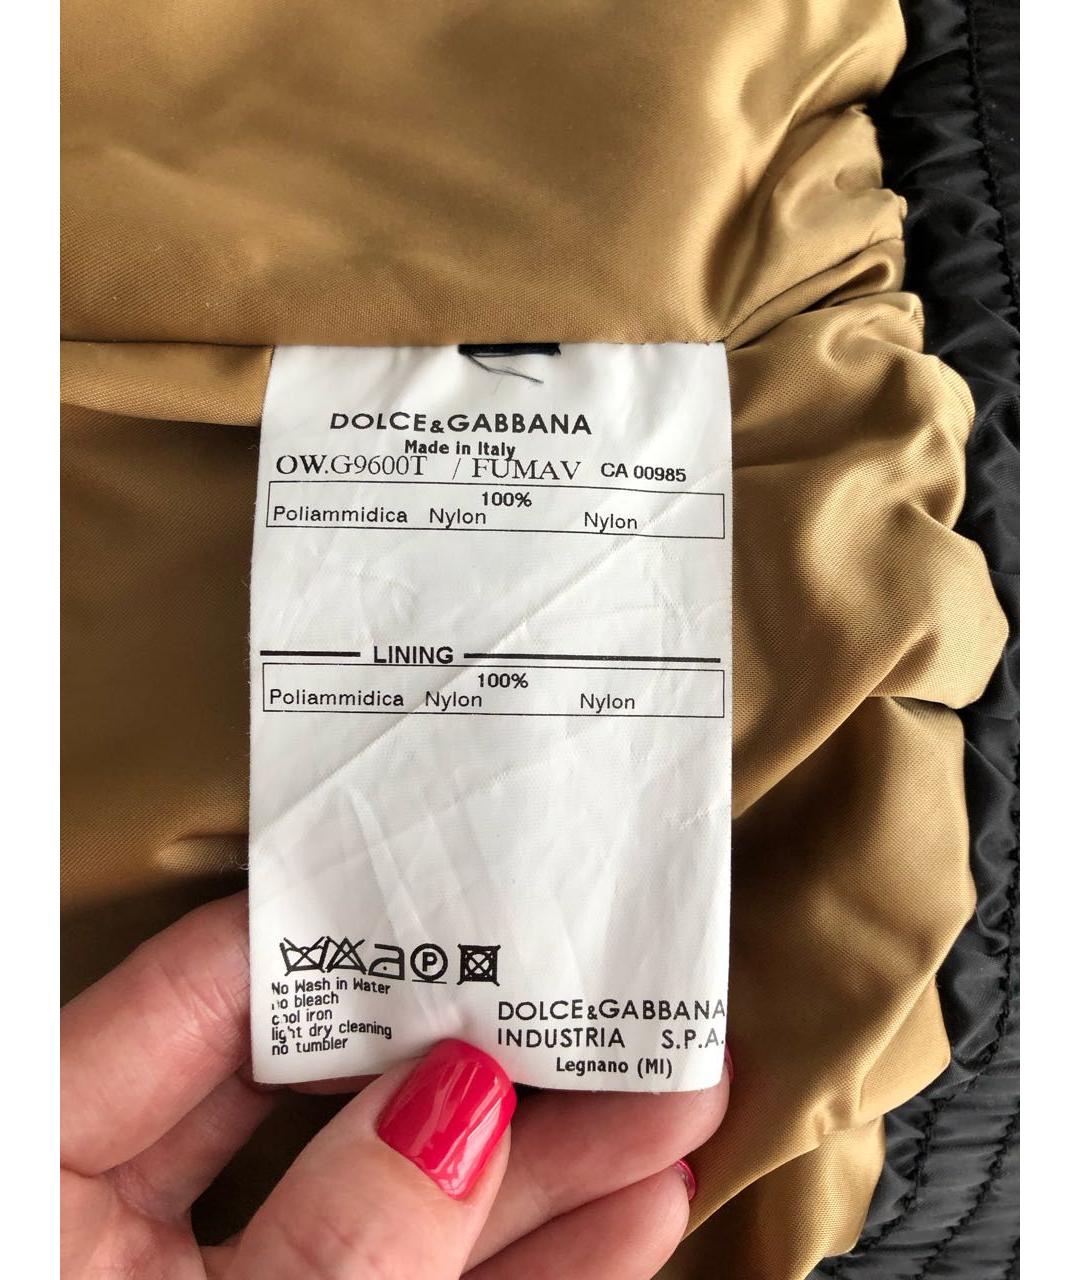 DOLCE&GABBANA
Made in Italy
OW.G9600T / FUMAV CA 00985
100%
Poliammidica Nylon Nylon
LINING
100%
Poliammidica Nylon Nylon
P
No Wash in Water
no bleach
cool iron
light dry cleaning
no tumbler
DOLCE&GABBANA
INDUSTRIA S.P.A.
Legnano (MI)